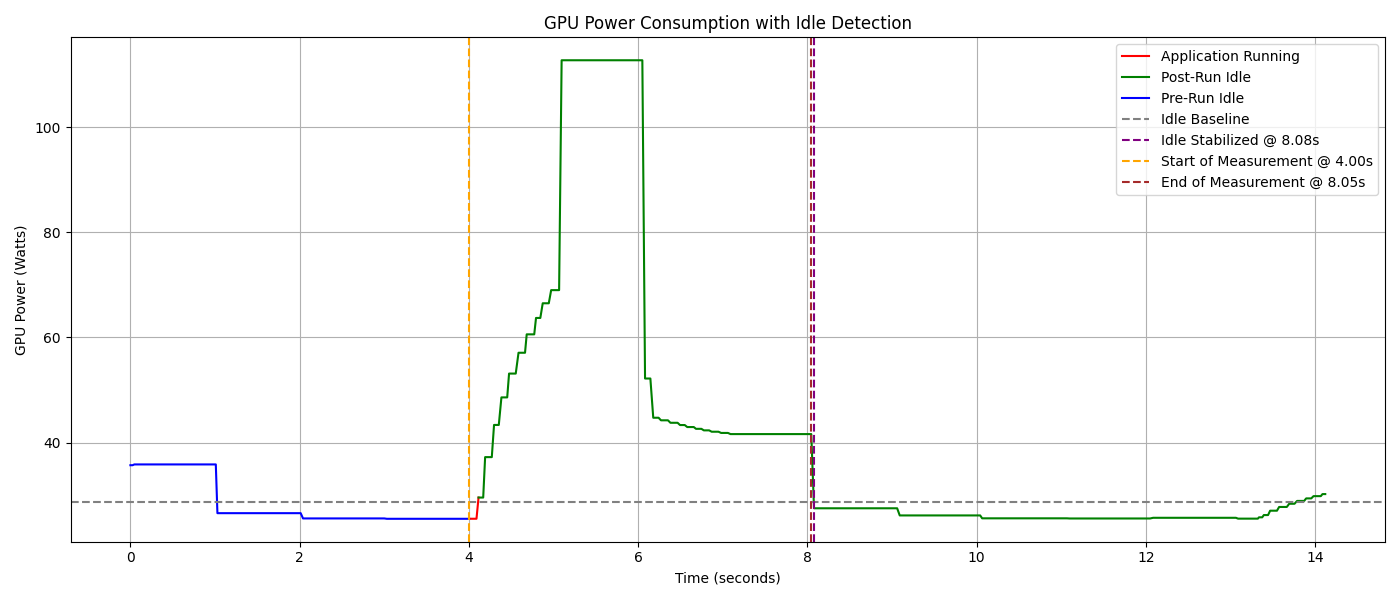 GPU Power Consumption with Idle Detection
Application Running
Post-Run Idle
Pre-Run Idle
Idle Baseline
Idle Stabilized @ 8.08s
Start of Measurement @ 4.00s
End of Measurement @ 8.05s
GPU Power (Watts)
100
80
60
40
0
2
4
6
8
10
12
14
Time (seconds)